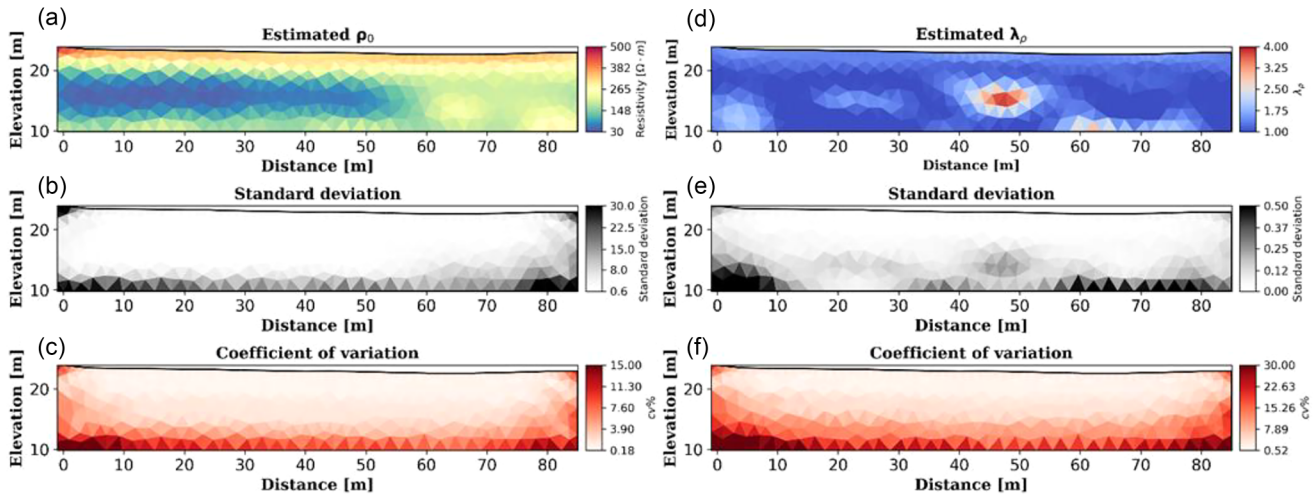 (a)
Estimated ρ₀
Elevation [m]
20
10
0 10 20 30 40 50 60 70 80
Distance [m]
500
382
265
148
30
Resistivity [Ω · m]
(b)
Standard deviation
Elevation [m]
20
10
0 10 20 30 40 50 60 70 80
Distance [m]
30.0
22.5
15.0
8.0
0.6
Standard deviation
(c)
Coefficient of variation
Elevation [m]
20
10
0 10 20 30 40 50 60 70 80
Distance [m]
15.00
11.30
7.60
3.90
0.18
cv%
(d)
Estimated λρ
Elevation [m]
20
10
0 10 20 30 40 50 60 70 80
Distance [m]
4.00
3.25
2.50
1.75
1.00
λρ
(e)
Standard deviation
Elevation [m]
20
10
0 10 20 30 40 50 60 70 80
Distance [m]
0.50
0.37
0.25
0.12
0.00
Standard deviation
(f)
Coefficient of variation
Elevation [m]
20
10
0 10 20 30 40 50 60 70 80
Distance [m]
30.00
22.63
15.26
7.89
0.52
cv%